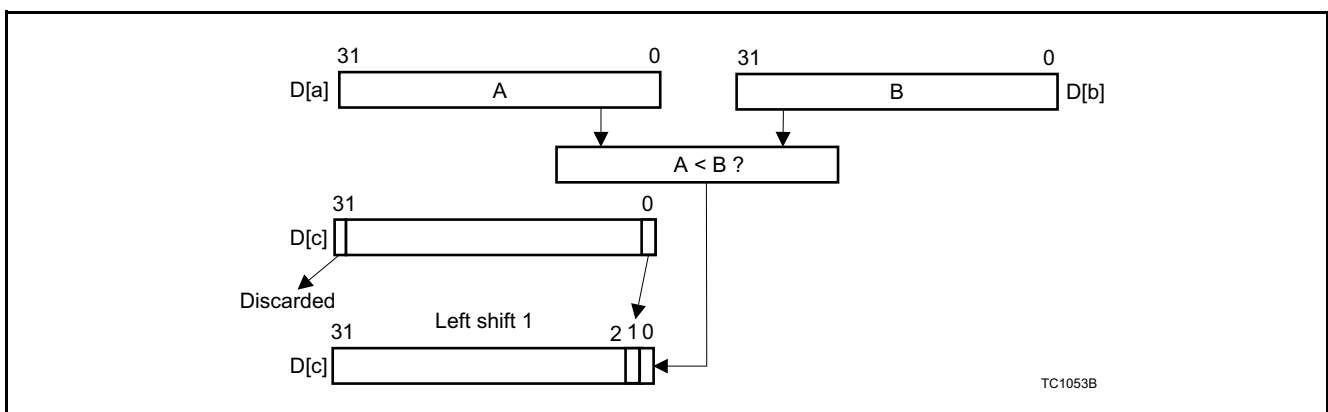 31 0 31 0
D[a] A B D[b]
A < B ?
31 0
D[c]
Discarded
Left shift 1
31 2 1 0
D[c]
TC1053B